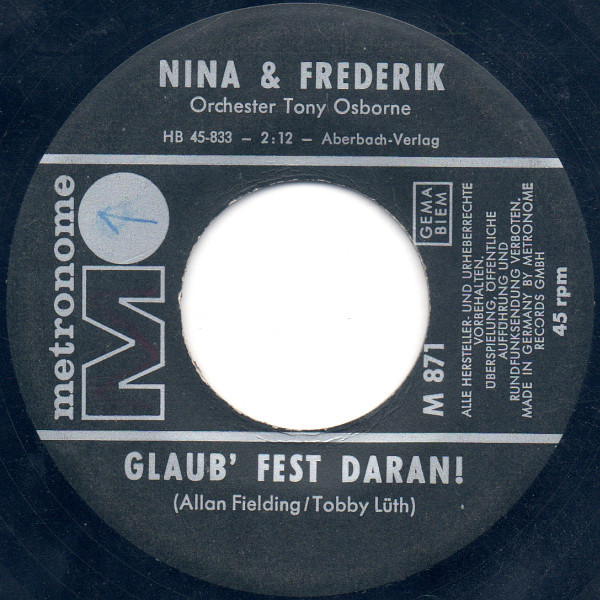 NINA & FREDERIK
Orchester Tony Osborne
HB 45-833 – 2:12 – Aberbach-Verlag
metronome
M
GEMA
BIEM
M 871
ALLE HERSTELLER- UND URHEBERRECHTE
VORBEHALTEN,
ÜBERSPIELUNG, ÖFFENTLICHE
AUFFÜHRUNG UND
RUNDFUNKSENDUNG VERBOTEN,
MADE IN GERMANY BY METRONOME
RECORDS GMBH
45 rpm
GLAUB' FEST DARAN!
(Allan Fielding/Tobby Lüth)